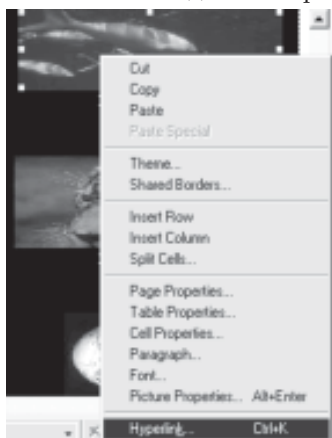 Cut
Copy
Paste
Paste Special
Theme...
Shared Borders...
Insert Row
Insert Column
Split Cells...
Page Properties...
Table Properties...
Cell Properties...
Paragraph...
Font...
Picture Properties... Alt+Enter
Hyperlink... Ctrl+K